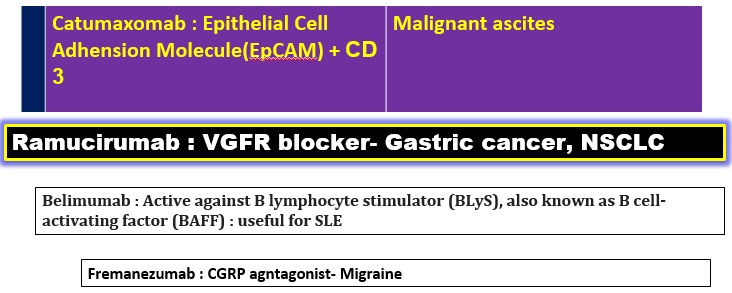 Catumaxomab : Epithelial Cell
Adhension Molecule(EpCAM) + CD
3
Malignant ascites
Ramucirumab : VGFR blocker- Gastric cancer, NSCLC
Belimumab : Active against B lymphocyte stimulator (BLyS), also known as B cell-
activating factor (BAFF) : useful for SLE
Fremanezumab : CGRP agntagonist- Migraine